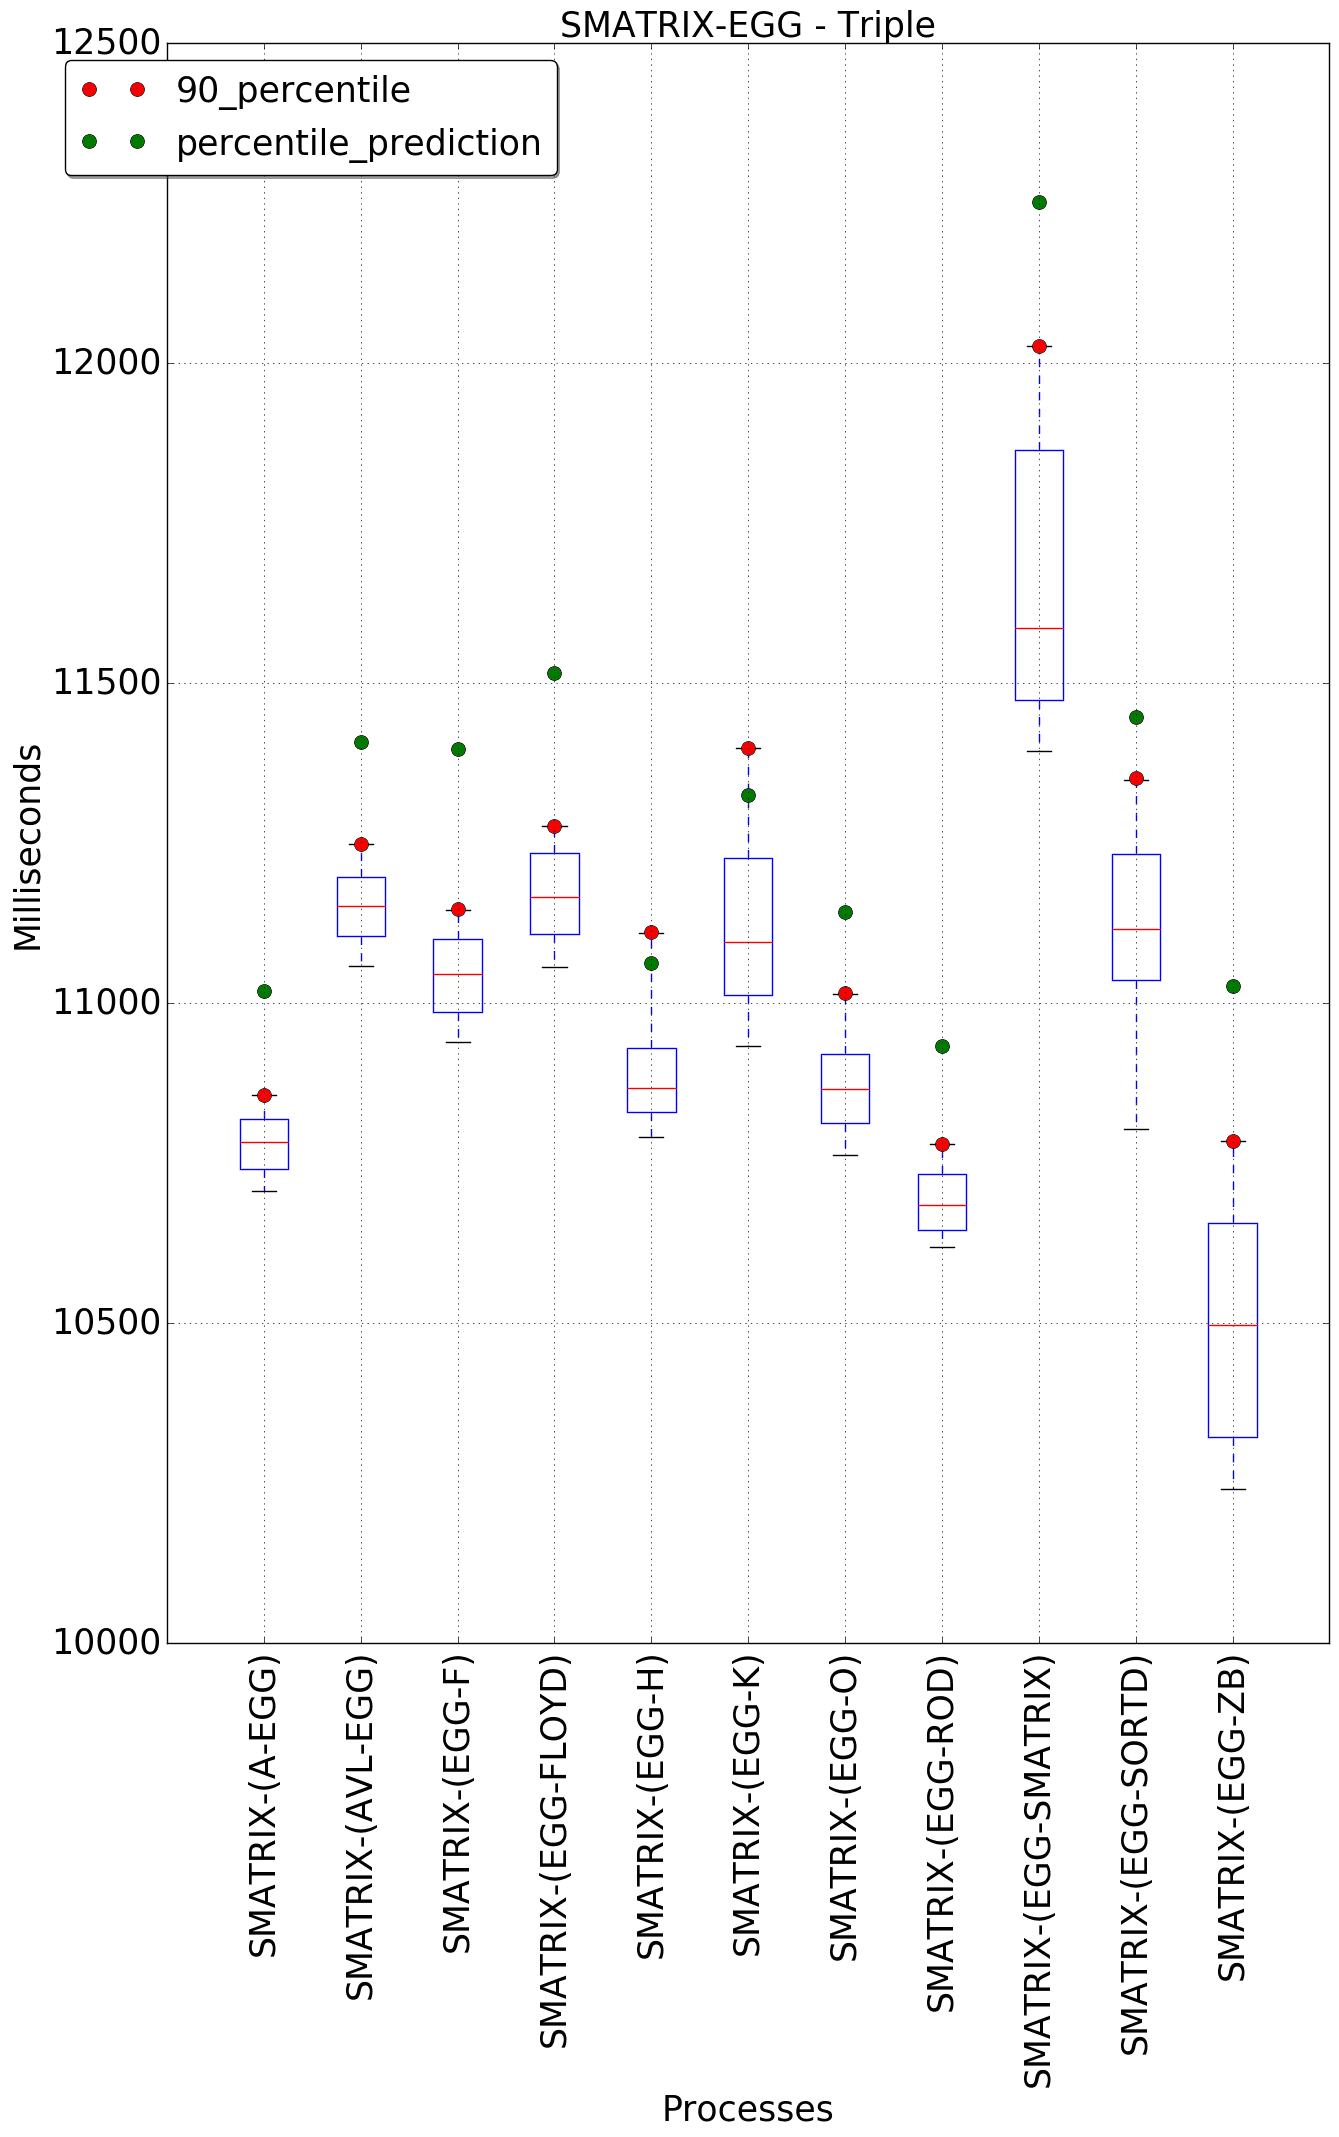 SMATRIX-EGG - Triple
90_percentile
percentile_prediction
12500
12000
11500
11000
10500
10000
Milliseconds
SMATRIX-(A-EGG)
SMATRIX-(AVL-EGG)
SMATRIX-(EGG-F)
SMATRIX-(EGG-FLOYD)
SMATRIX-(EGG-H)
SMATRIX-(EGG-K)
SMATRIX-(EGG-O)
SMATRIX-(EGG-ROD)
SMATRIX-(EGG-SMATRIX)
SMATRIX-(EGG-SORTD)
SMATRIX-(EGG-ZB)
Processes